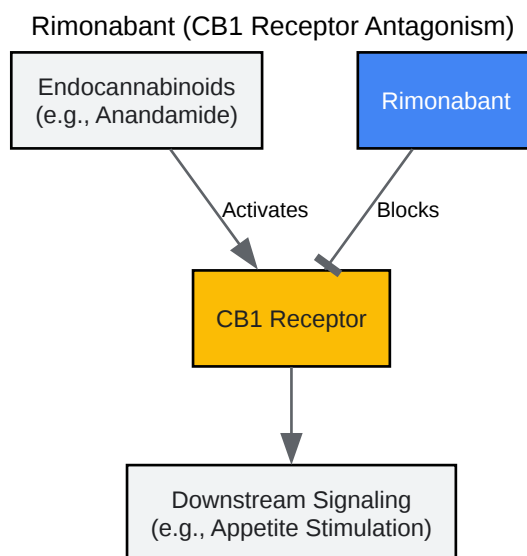 Rimonabant (CB1 Receptor Antagonism)
Endocannabinoids
(e.g., Anandamide)
Rimonabant
Activates
Blocks
CB1 Receptor
Downstream Signaling
(e.g., Appetite Stimulation)